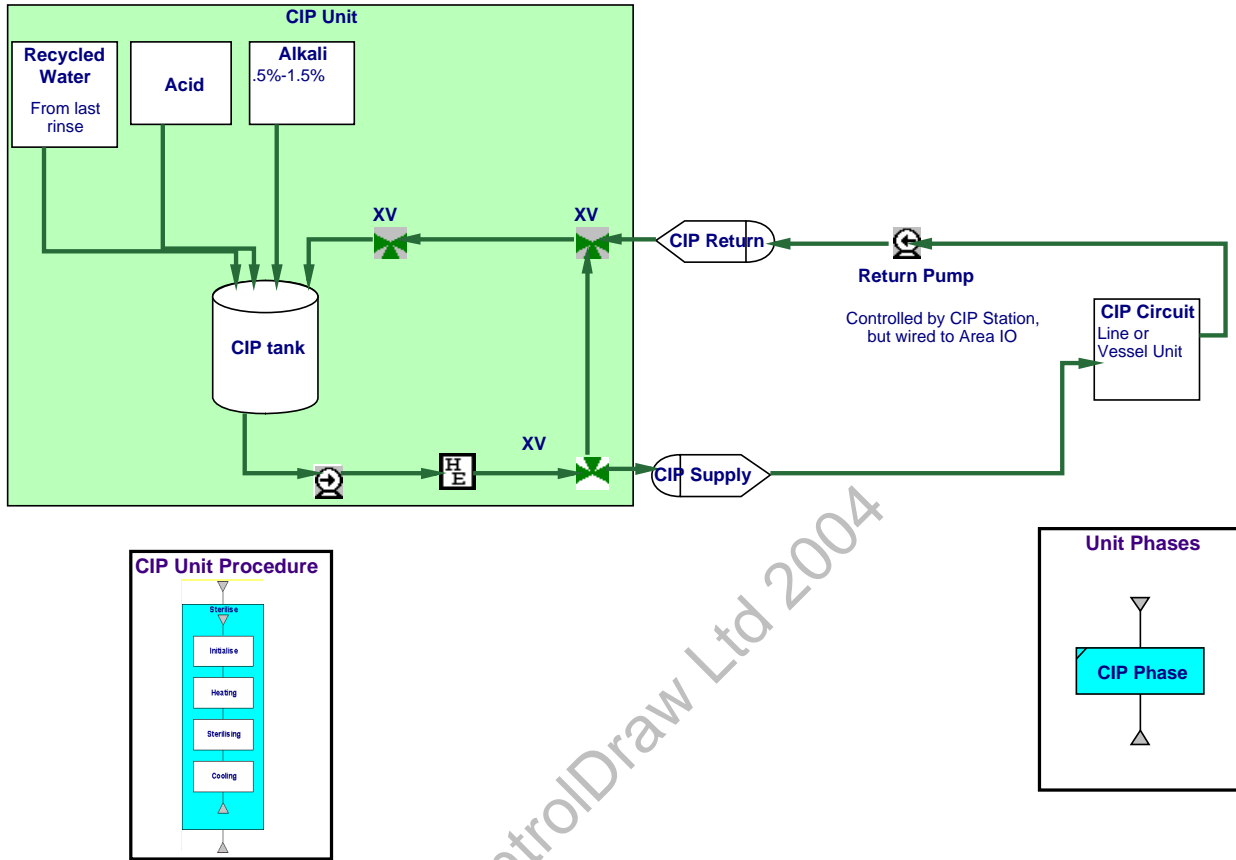 CIP Unit
Recycled
Water
From last
rinse
Acid
Alkali
.5%-1.5%
XV
XV
CIP Return
Return Pump
Controlled by CIP Station,
but wired to Area IO
CIP Circuit
Line or
Vessel Unit
CIP tank
XV
H
E
CIP Supply
CIP Unit Procedure
Sterilise
Initialise
Heating
Sterilising
Cooling
Unit Phases
CIP Phase
ntrolDraw Ltd 2004